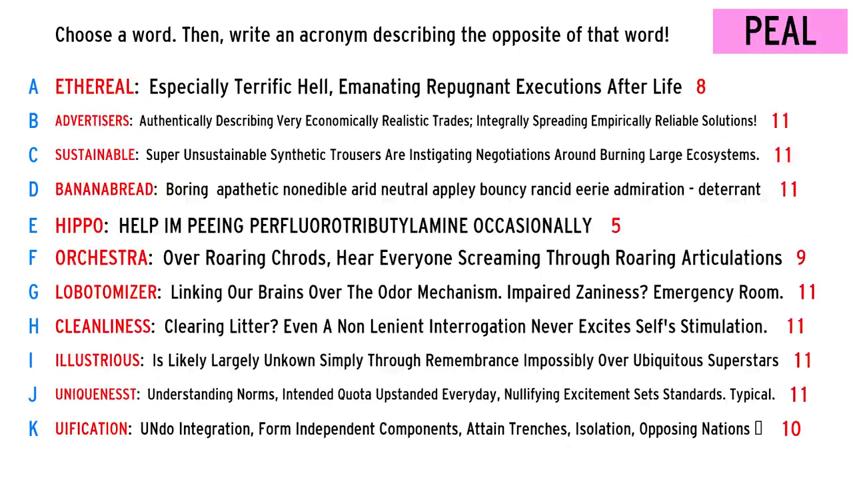 Choose a word. Then, write an acronym describing the opposite of that word!
PEAL
A ETHEREAL: Especially Terrific Hell, Emanating Repugnant Executions After Life 8
B ADVERTISERS: Authentically Describing Very Economically Realistic Trades; Integrally Spreading Empirically Reliable Solutions! 11
C SUSTAINABLE: Super Unsustainable Synthetic Trousers Are Instigating Negotiations Around Burning Large Ecosystems. 11
D BANANABREAD: Boring apathetic nonedible arid neutral appley bouncy rancid eerie admiration - deterrant 11
E HIPPO: HELP IM PEEING PERFLUOROTRIBUTYLAMINE OCCASIONALLY 5
F ORCHESTRA: Over Roaring Chrods, Hear Everyone Screaming Through Roaring Articulations 9
G LOBOTOMIZER: Linking Our Brains Over The Odor Mechanism. Impaired Zaniness? Emergency Room. 11
H CLEANLINESS: Clearing Litter? Even A Non Lenient Interrogation Never Excites Self's Stimulation. 11
I ILLUSTRIOUS: Is Likely Largely Unkown Simply Through Remembrance Impossibly Over Ubiquitous Superstars 11
J UNIQUENESST: Understanding Norms, Intended Quota Upstanded Everyday, Nullifying Excitement Sets Standards. Typical. 11
K UIFICATION: UNdo Integration, Form Independent Components, Attain Trenches, Isolation, Opposing Nations 10